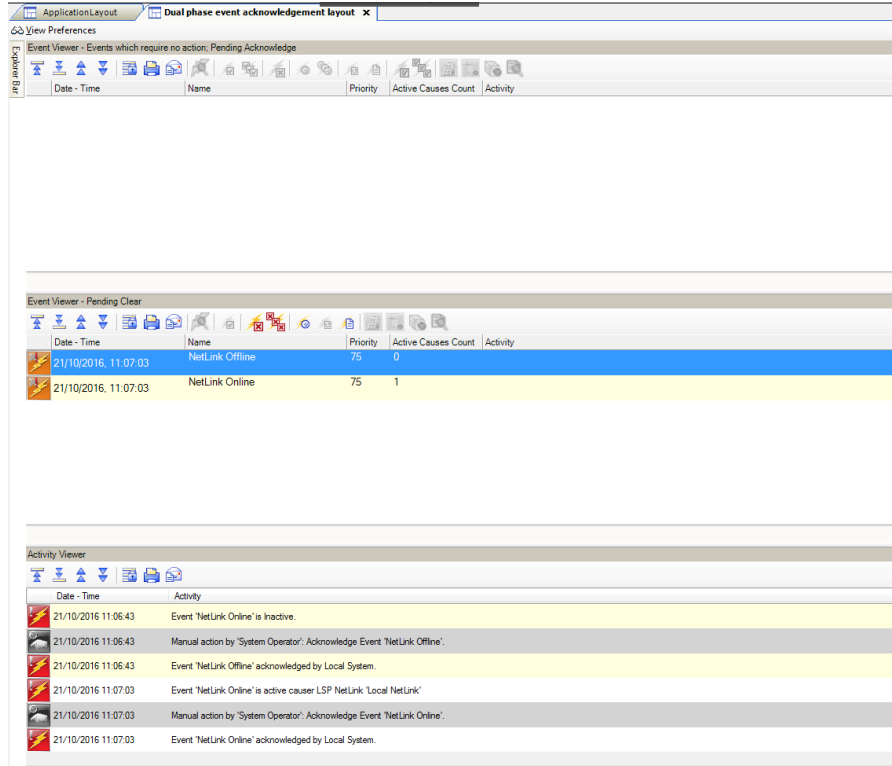 ApplicationLayout Dual phase event acknowledgement layout x
View Preferences
Explorer Bar
Event Viewer - Events which require no action; Pending Acknowledge
Date - Time Name Priority Active Causes Count Activity
Event Viewer - Pending Clear
Date - Time Name Priority Active Causes Count Activity
21/10/2016, 11:07:03 NetLink Offline 75 0
21/10/2016, 11:07:03 NetLink Online 75 1
Activity Viewer
Date - Time Activity
21/10/2016 11:06:43 Event 'NetLink Online' is Inactive.
21/10/2016 11:06:43 Manual action by 'System Operator': Acknowledge Event 'NetLink Offline'.
21/10/2016 11:06:43 Event 'NetLink Offline' acknowledged by Local System.
21/10/2016 11:07:03 Event 'NetLink Online' is active causer LSP NetLink 'Local NetLink'
21/10/2016 11:07:03 Manual action by 'System Operator': Acknowledge Event 'NetLink Online'.
21/10/2016 11:07:03 Event 'NetLink Online' acknowledged by Local System.